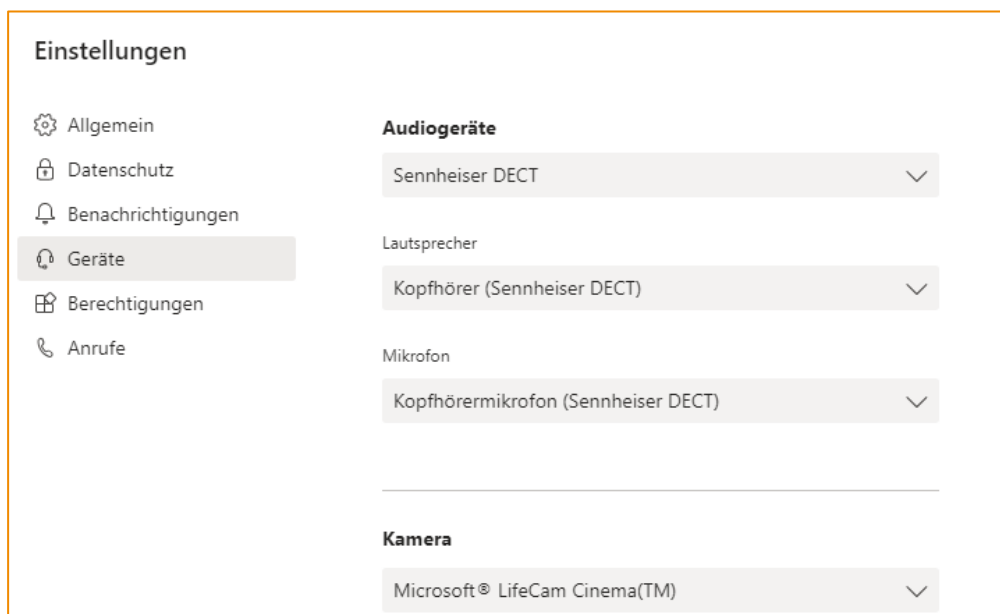 Einstellungen
Allgemein
Datenschutz
Benachrichtigungen
Geräte
Berechtigungen
Anrufe
Audiogeräte
Sennheiser DECT
Lautsprecher
Kopfhörer (Sennheiser DECT)
Mikrofon
Kopfhörermikrofon (Sennheiser DECT)
Kamera
Microsoft® LifeCam Cinema(TM)